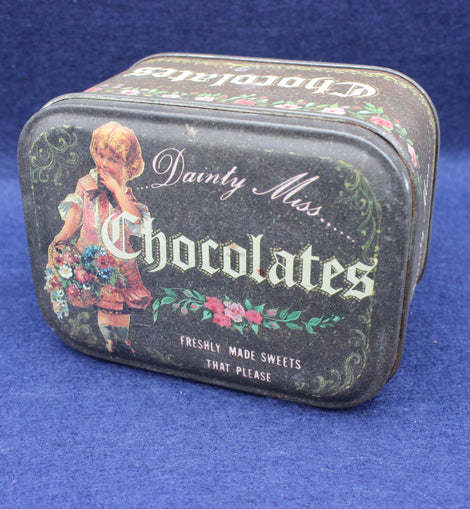 Chocolates
...Dainty Miss......
Chocolates
FRESHLY MADE SWEETS
THAT PLEASE